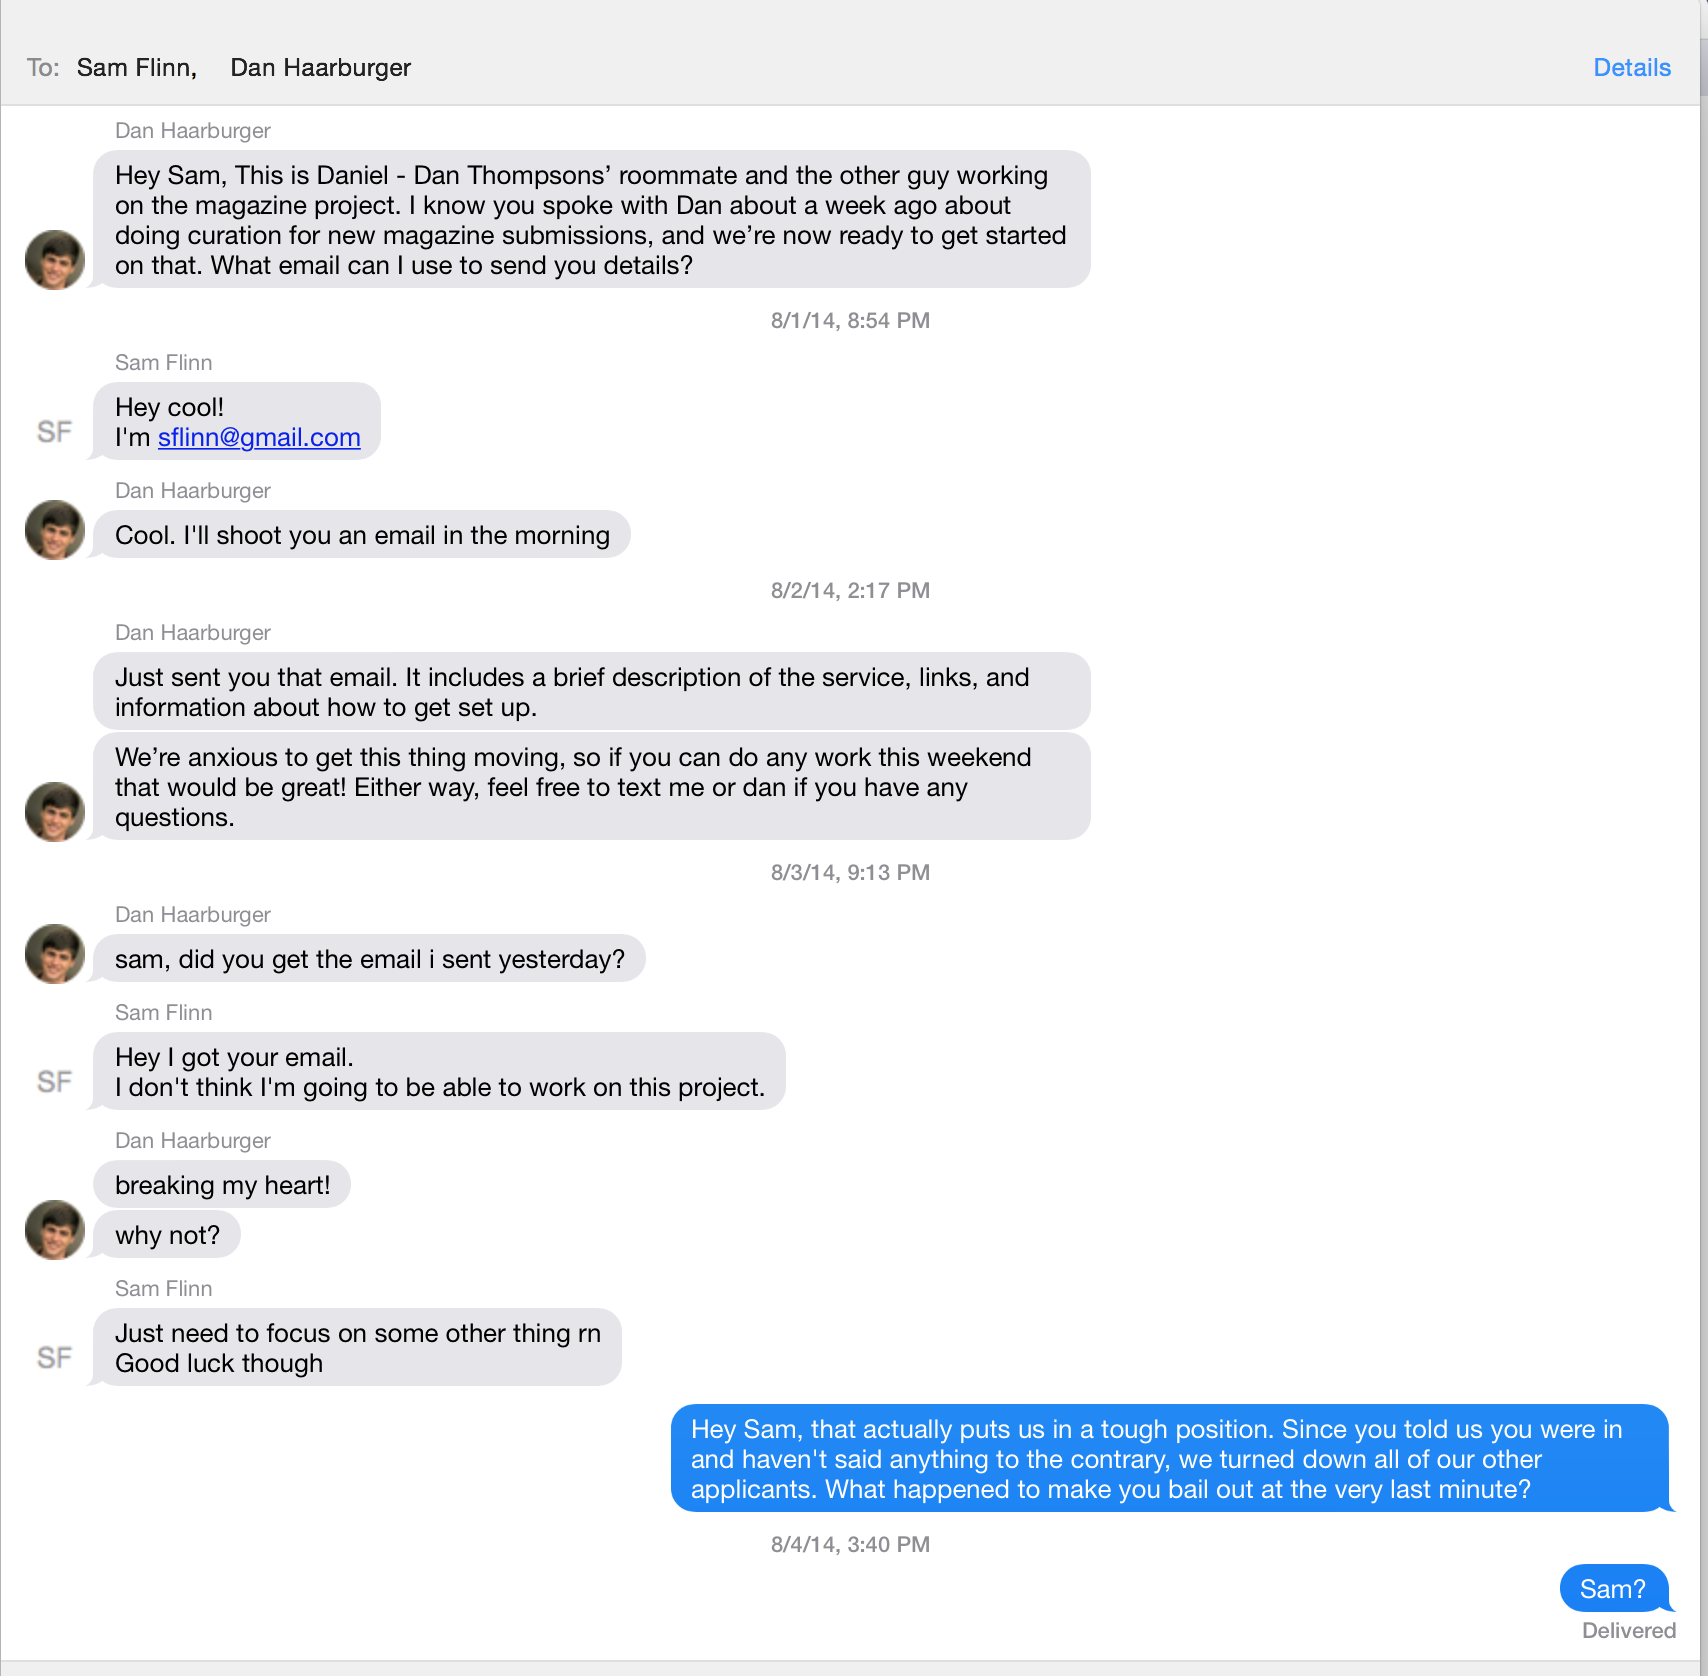 To: Sam Flinn, Dan Haarburger Details
Dan Haarburger
Hey Sam, This is Daniel - Dan Thompsons’ roommate and the other guy working
on the magazine project. I know you spoke with Dan about a week ago about
doing curation for new magazine submissions, and we’re now ready to get started
on that. What email can I use to send you details?
8/1/14, 8:54 PM
Sam Flinn
SF
Hey cool!
I'm sflinn@gmail.com
Dan Haarburger
Cool. I'll shoot you an email in the morning
8/2/14, 2:17 PM
Dan Haarburger
Just sent you that email. It includes a brief description of the service, links, and
information about how to get set up.
We’re anxious to get this thing moving, so if you can do any work this weekend
that would be great! Either way, feel free to text me or dan if you have any
questions.
8/3/14, 9:13 PM
Dan Haarburger
sam, did you get the email i sent yesterday?
Sam Flinn
SF
Hey I got your email.
I don't think I'm going to be able to work on this project.
Dan Haarburger
breaking my heart!
why not?
Sam Flinn
SF
Just need to focus on some other thing rn
Good luck though
Hey Sam, that actually puts us in a tough position. Since you told us you were in
and haven't said anything to the contrary, we turned down all of our other
applicants. What happened to make you bail out at the very last minute?
8/4/14, 3:40 PM
Sam?
Delivered